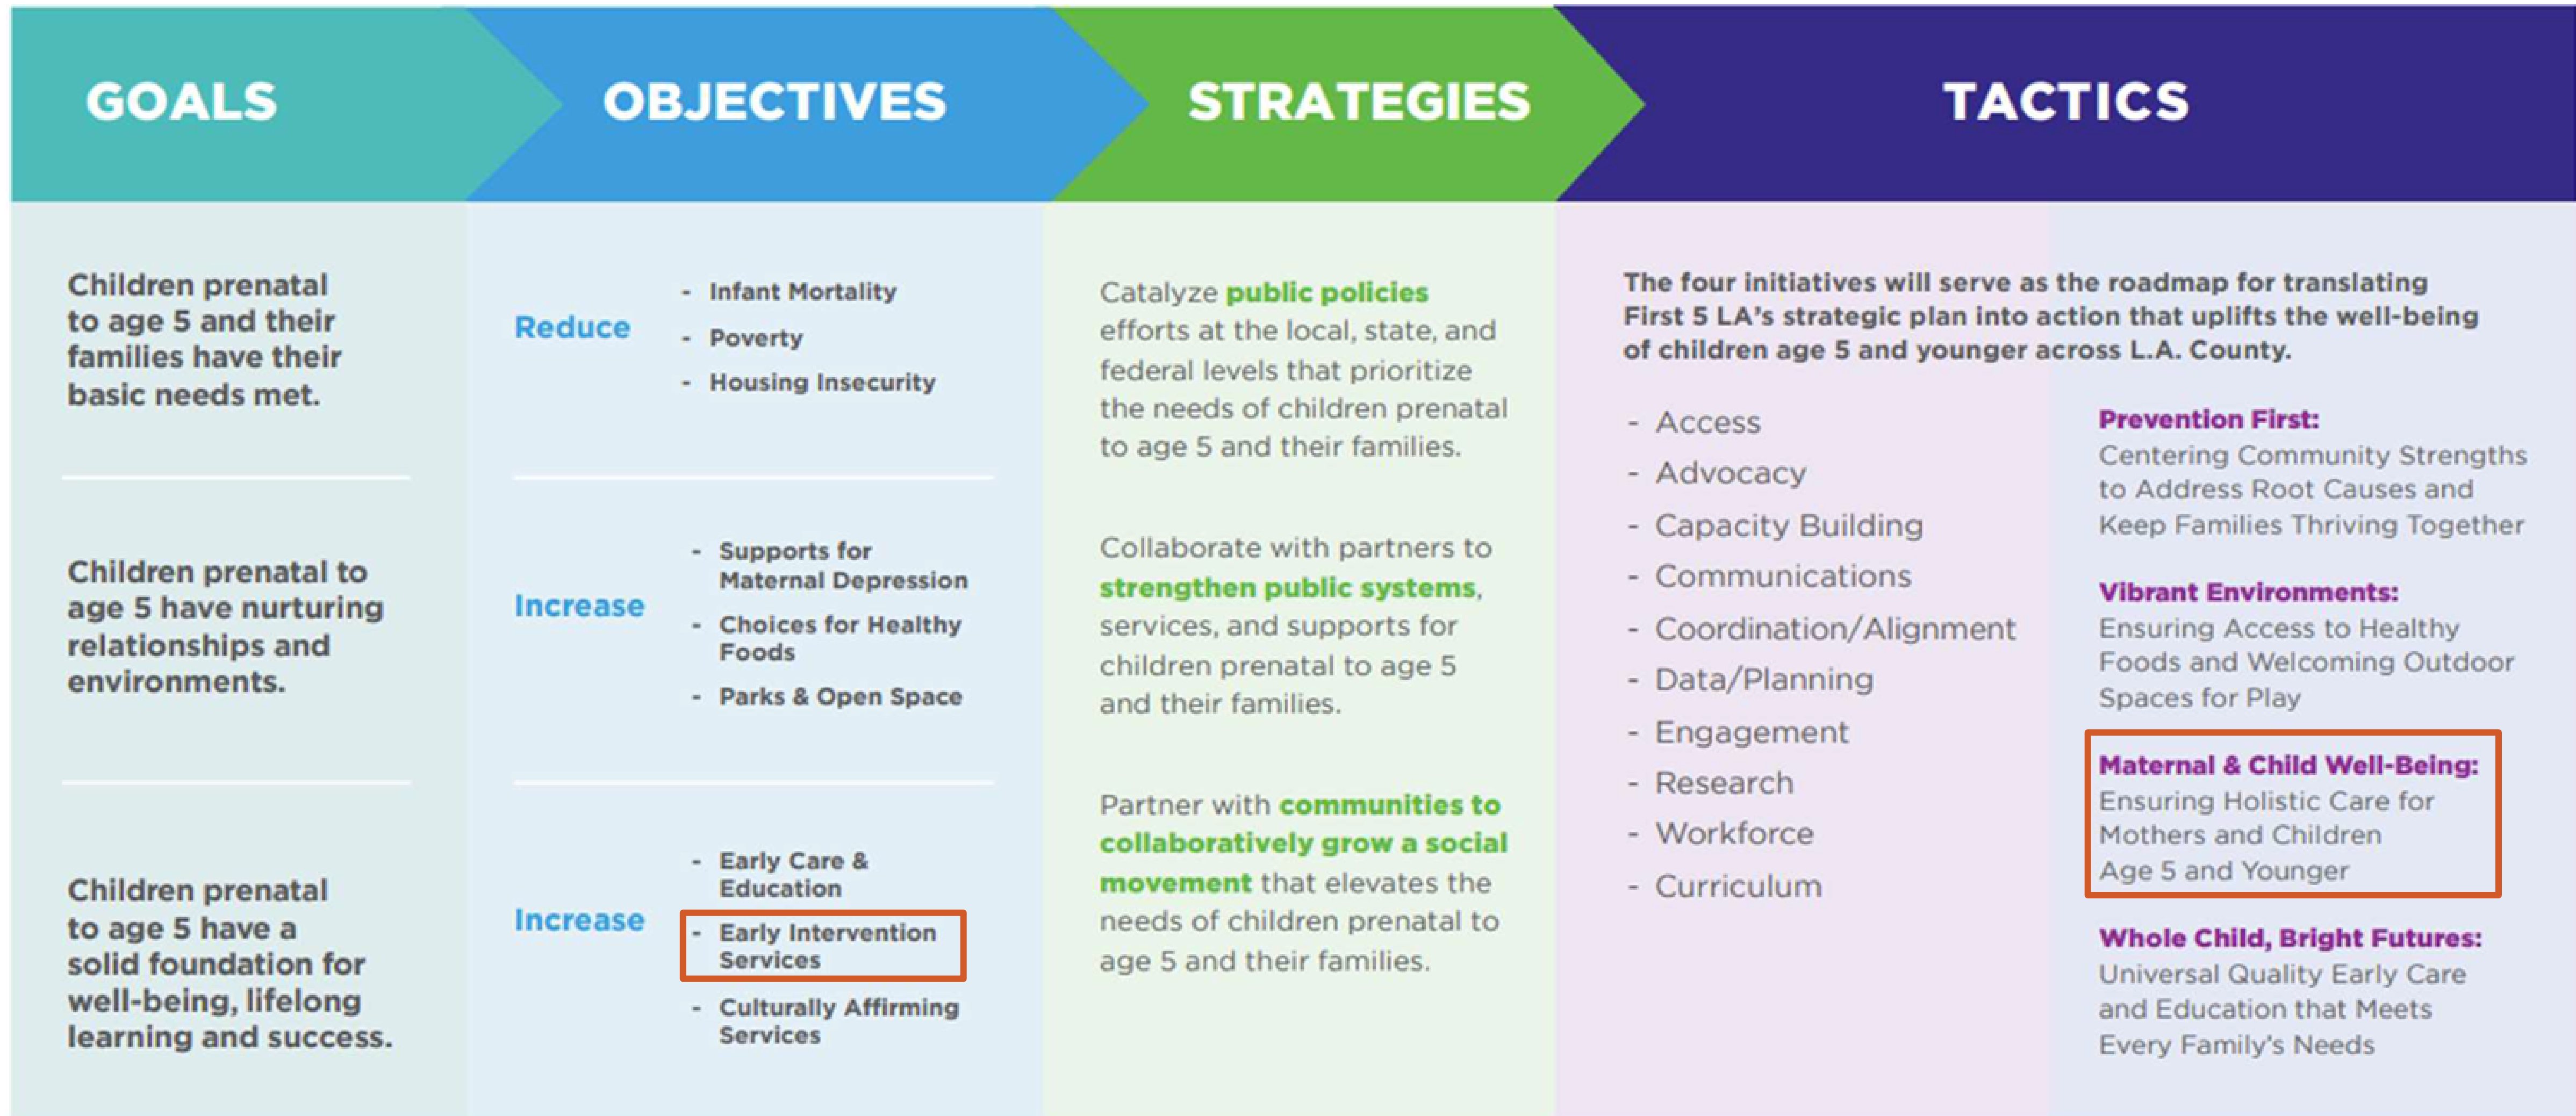 GOALS
OBJECTIVES
STRATEGIES
TACTICS
Children prenatal
to age 5 and their
families have their
basic needs met.
Children prenatal to
age 5 have nurturing
relationships and
environments.
Children prenatal
to age 5 have a
solid foundation for
well-being, lifelong
learning and success.
Reduce
- Infant Mortality
- Poverty
- Housing Insecurity
Increase
- Supports for
Maternal Depression
- Choices for Healthy
Foods
- Parks & Open Space
Increase
- Early Care &
Education
- Early Intervention
Services
- Culturally Affirming
Services
Catalyze public policies
efforts at the local, state, and
federal levels that prioritize
the needs of children prenatal
to age 5 and their families.
Collaborate with partners to
strengthen public systems,
services, and supports for
children prenatal to age 5
and their families.
Partner with communities to
collaboratively grow a social
movement that elevates the
needs of children prenatal to
age 5 and their families.
The four initiatives will serve as the roadmap for translating
First 5 LA's strategic plan into action that uplifts the well-being
of children age 5 and younger across L.A. County.
- Access
- Advocacy
- Capacity Building
- Communications
- Coordination/Alignment
- Data/Planning
- Engagement
- Research
- Workforce
- Curriculum
Prevention First:
Centering Community Strengths
to Address Root Causes and
Keep Families Thriving Together
Vibrant Environments:
Ensuring Access to Healthy
Foods and Welcoming Outdoor
Spaces for Play
Maternal & Child Well-Being:
Ensuring Holistic Care for
Mothers and Children
Age 5 and Younger
Whole Child, Bright Futures:
Universal Quality Early Care
and Education that Meets
Every Family's Needs